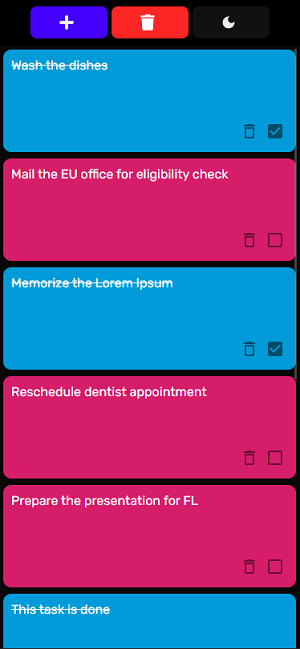 Wash the dishes
Mail the EU office for eligibility check
Memorize the Lorem Ipsum
Reschedule dentist appointment
Prepare the presentation for FL
This task is done